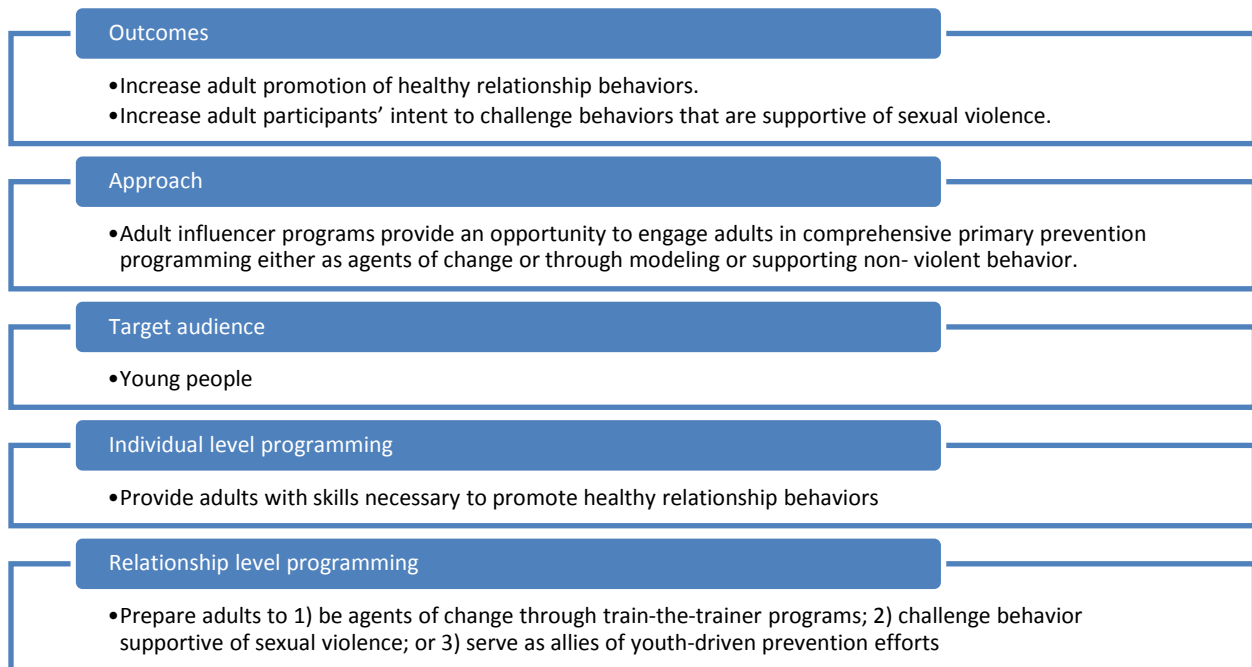 Outcomes
•Increase adult promotion of healthy relationship behaviors.
•Increase adult participants’ intent to challenge behaviors that are supportive of sexual violence.
Approach
•Adult influencer programs provide an opportunity to engage adults in comprehensive primary prevention
programming either as agents of change or through modeling or supporting non- violent behavior.
Target audience
•Young people
Individual level programming
•Provide adults with skills necessary to promote healthy relationship behaviors
Relationship level programming
•Prepare adults to 1) be agents of change through train-the-trainer programs; 2) challenge behavior
supportive of sexual violence; or 3) serve as allies of youth-driven prevention efforts